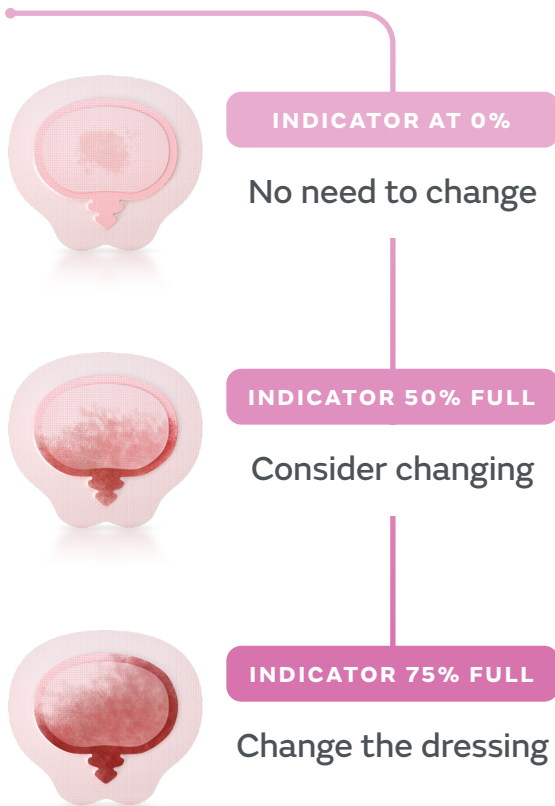 INDICATOR AT 0%
No need to change
INDICATOR 50% FULL
Consider changing
INDICATOR 75% FULL
Change the dressing